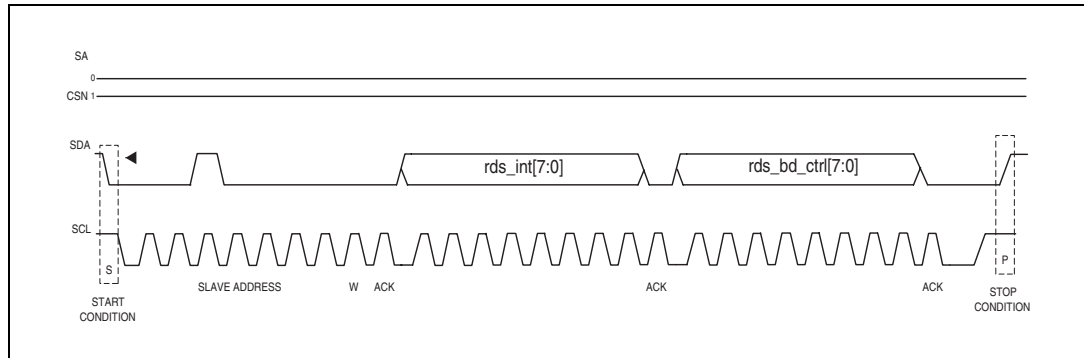 SA
0
CSN 1
SDA
rds_int[7:0]
rds_bd_ctrl[7:0]
SCL
S
P
SLAVE ADDRESS
W
ACK
ACK
ACK
START
CONDITION
STOP
CONDITION